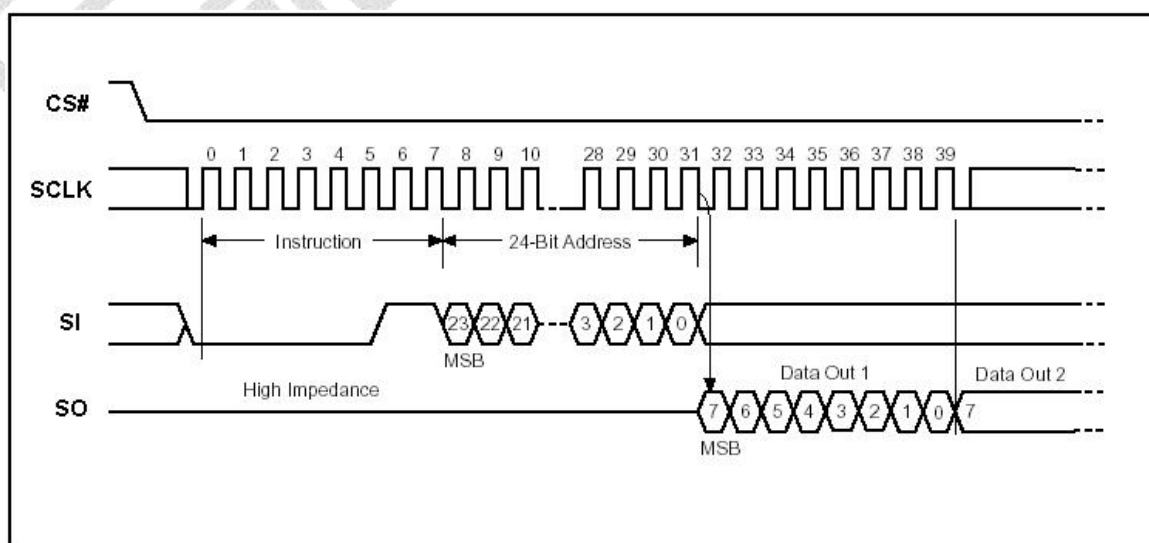 CS#
0 1 2 3 4 5 6 7 8 9 10 28 29 30 31 32 33 34 35 36 37 38 39
SCLK
Instruction 24-Bit Address
SI 23 22 21 3 2 1 0
MSB
High Impedance Data Out 1 Data Out 2
SO 7 6 5 4 3 2 1 0 7
MSB